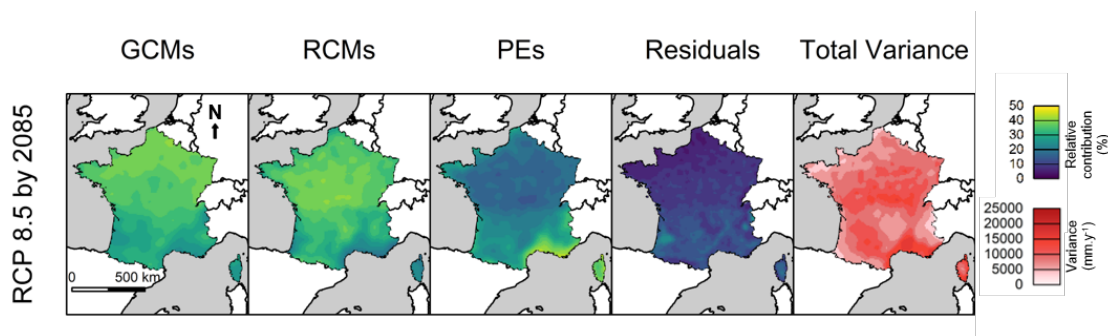 GCMs
RCMs
PEs
Residuals
Total Variance
RCP 8.5 by 2085
N
0 500 km
50
40
30
20
10
0
Relative
contribution
(%)
25000
20000
15000
10000
5000
0
Variance
(mm.y⁻¹)